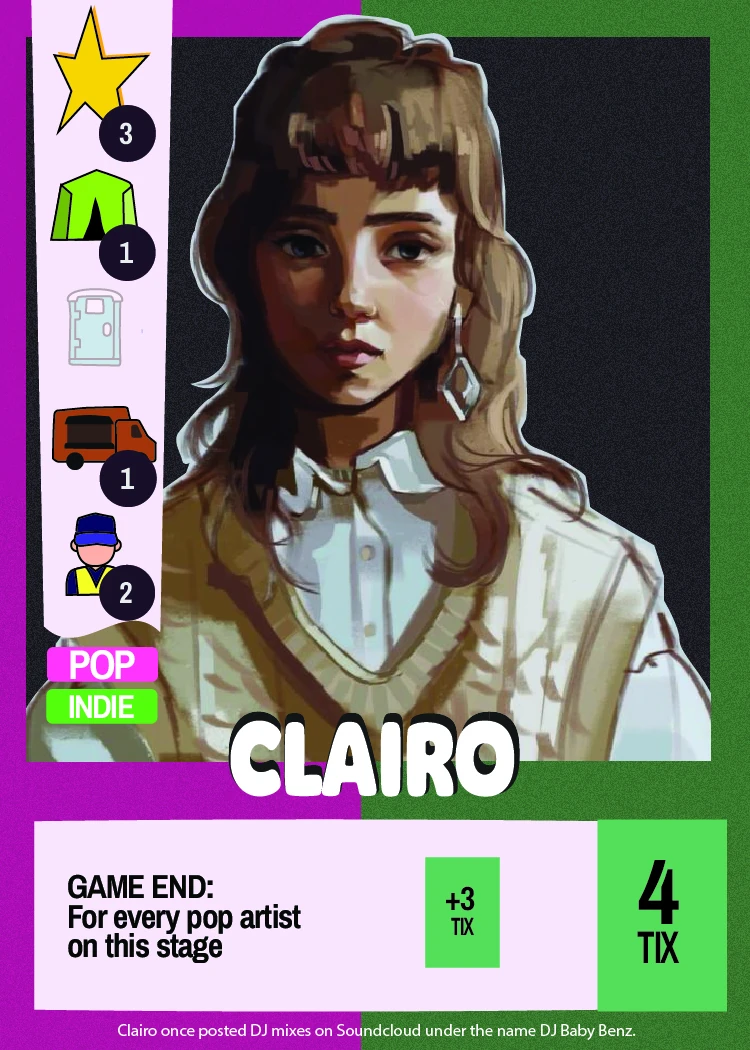 3
1
1
2
POP
INDIE
CLAIRO
GAME END:
For every pop artist
on this stage
+3
TIX
4
TIX
Clairo once posted DJ mixes on Soundcloud under the name DJ Baby Benz.